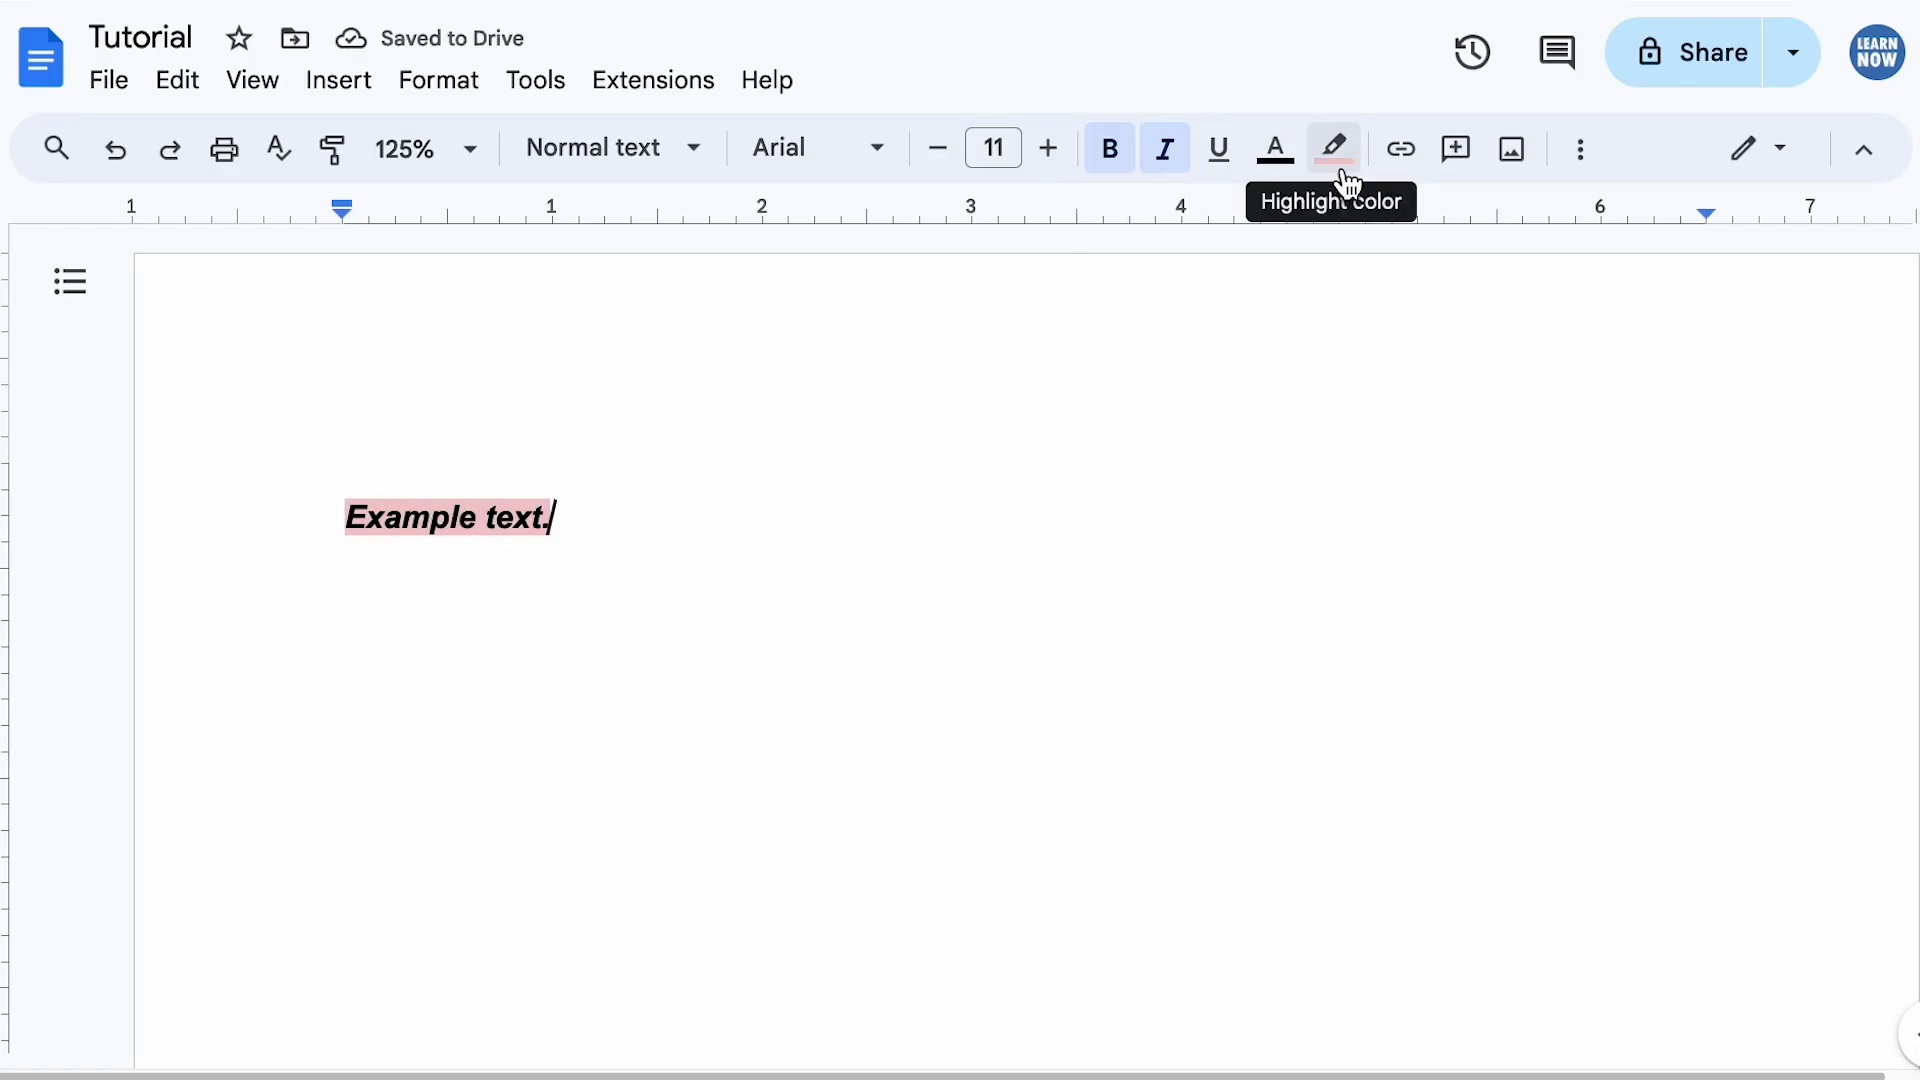 Tutorial Saved to Drive
File Edit View Insert Format Tools Extensions Help
Share
LEARN
NOW
125% Normal text Arial 11 B I U A
Highlight color
1 1 2 3 4 6 7
Example text.